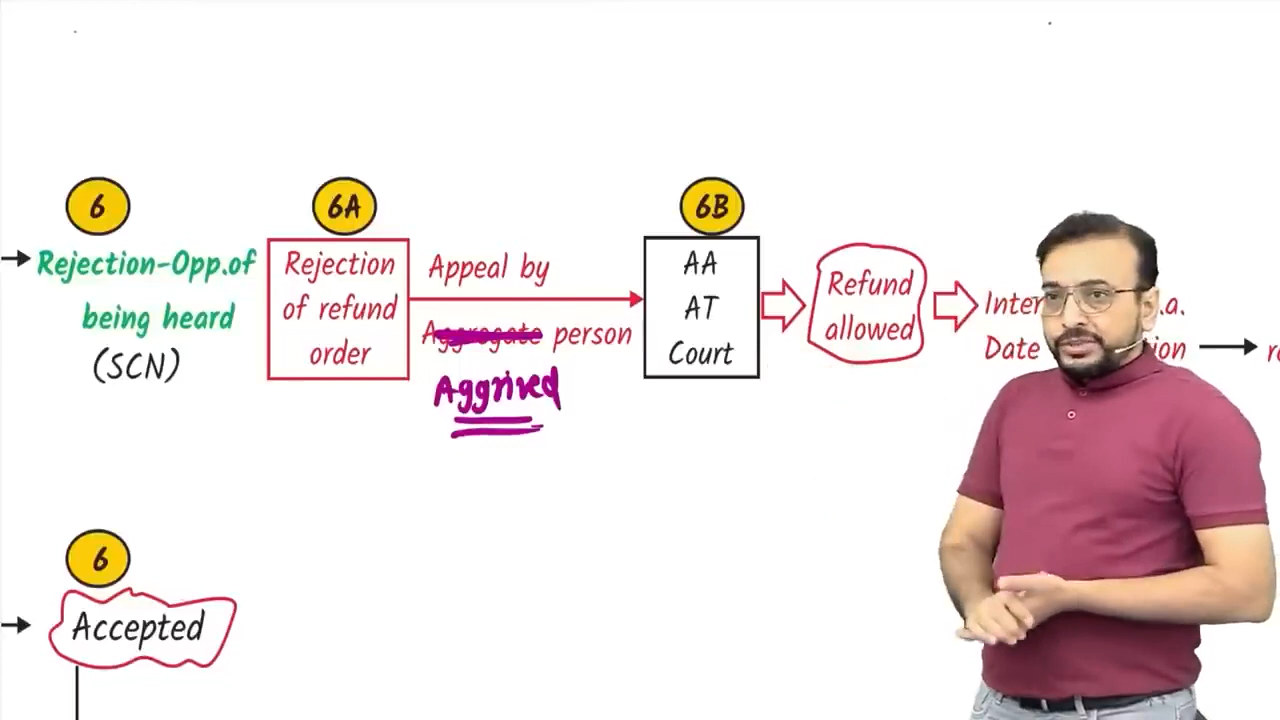 6
Rejection-Opp.of
being heard
(SCN)
6A
Rejection
of refund
order
Appeal by
Aggregate person
Aggrived
6B
AA
AT
Court
Refund
allowed
Date
6
Accepted